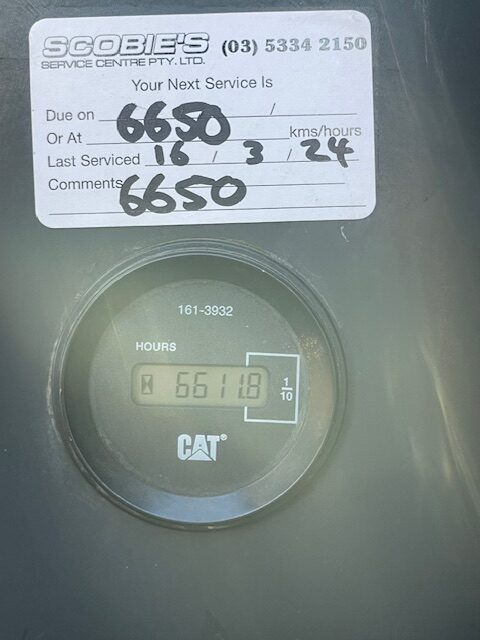 SCOBIE'S (03) 5334 2150
SERVICE CENTRE PTY. LTD.
Your Next Service Is
Due on 6650 /
Or At kms/hours
Last Serviced 16 / 3 / 24
Comments 6650
161-3932
HOURS
6611.8 1/10
CAT®